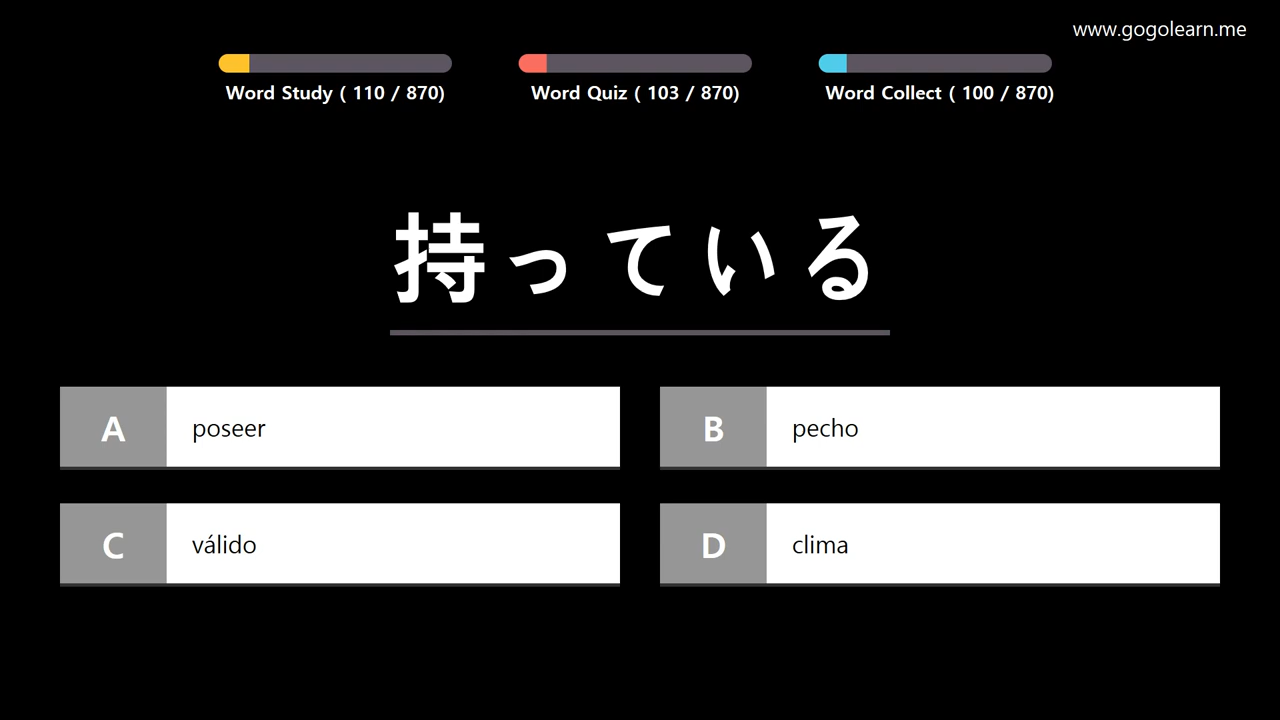 www.gogolearn.me
Word Study ( 110 / 870)
Word Quiz ( 103 / 870)
Word Collect ( 100 / 870)
持っている
A poseer
B pecho
C válido
D clima